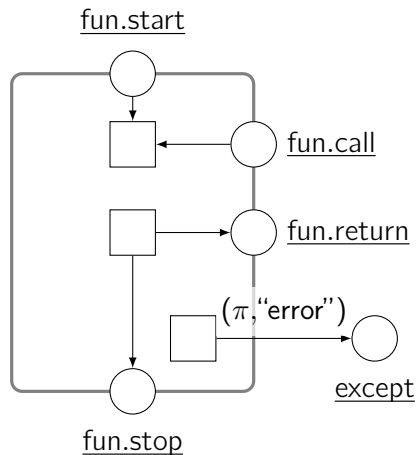 fun.start
fun.call
fun.return
(π,“error”)
except
fun.stop